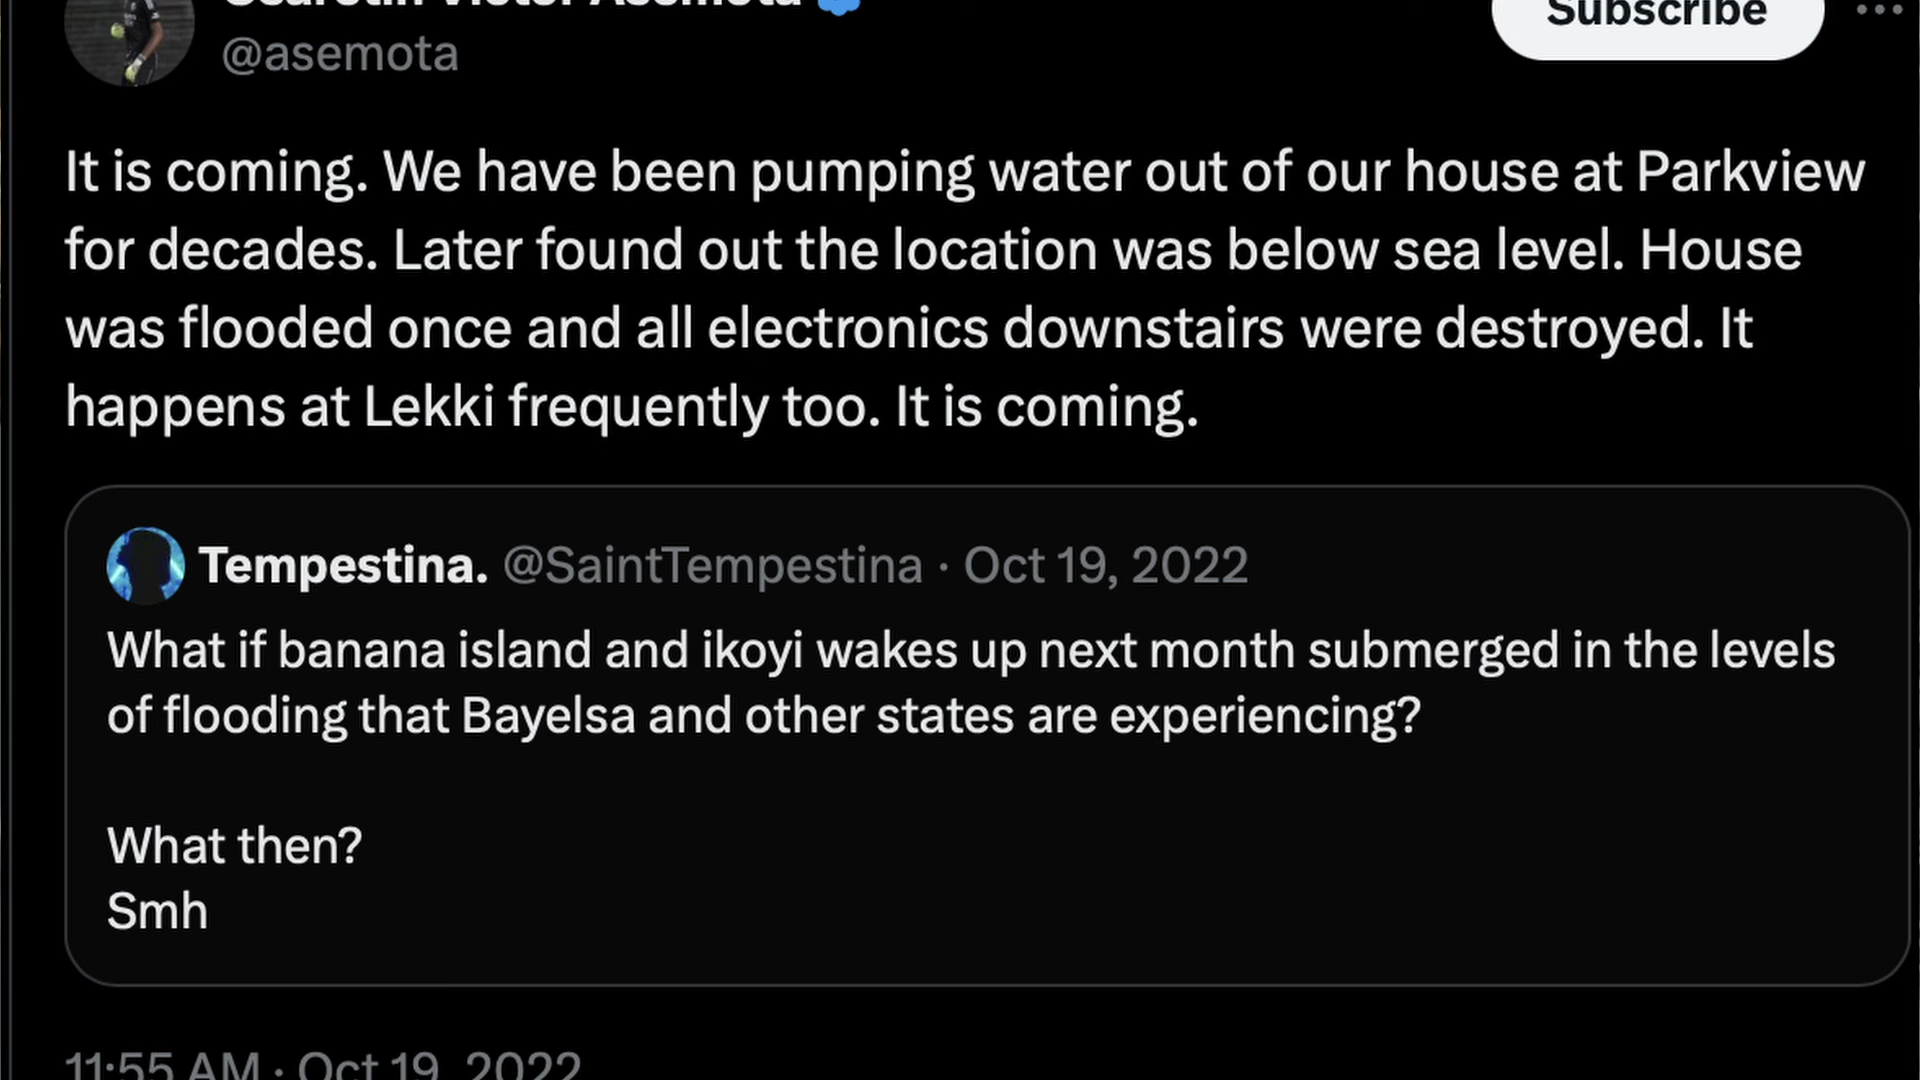 Osaretin Victor Asemota
Subscribe
@asemota
It is coming. We have been pumping water out of our house at Parkview
for decades. Later found out the location was below sea level. House
was flooded once and all electronics downstairs were destroyed. It
happens at Lekki frequently too. It is coming.
Tempestina. @SaintTempestina · Oct 19, 2022
What if banana island and ikoyi wakes up next month submerged in the levels
of flooding that Bayelsa and other states are experiencing?
What then?
Smh
11:55 AM · Oct 19, 2022